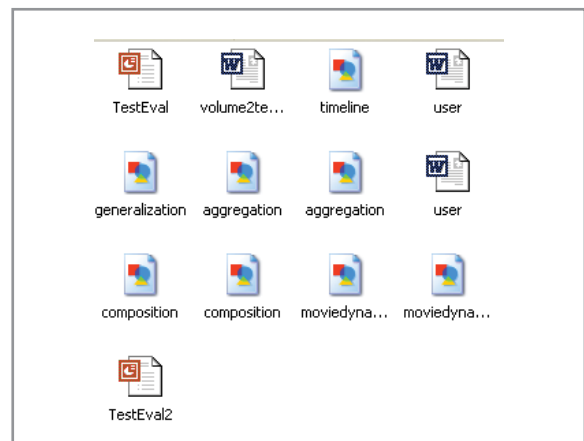 TestEval volume2te... timeline user
generalization aggregation aggregation user
composition composition moviedyna... moviedyna...
TestEval2